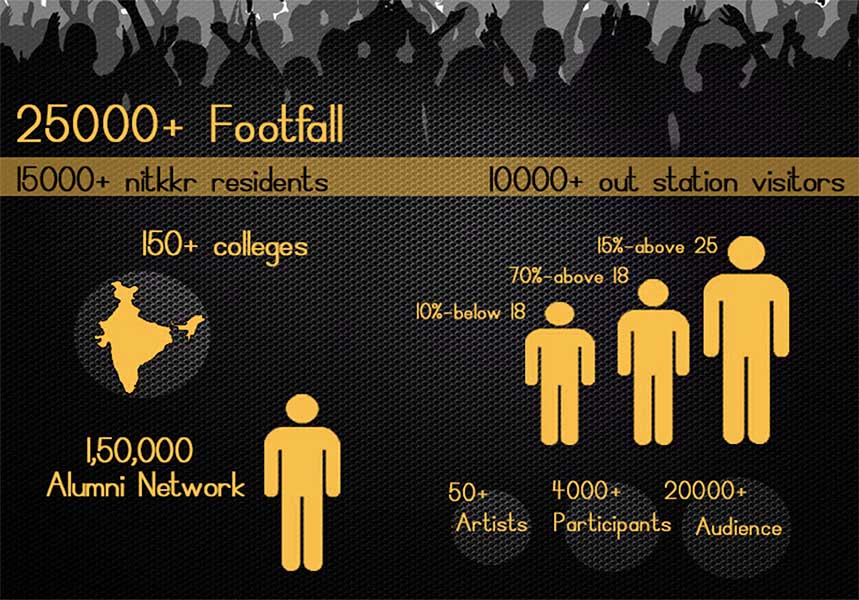 25000+ Footfall
15000+ nitkkr residents
10000+ out station visitors
150+ colleges
15%-above 25
70%-above 18
10%-below 18
1,50,000
Alumni Network
50+
Artists
4000+
Participants
20000+
Audience